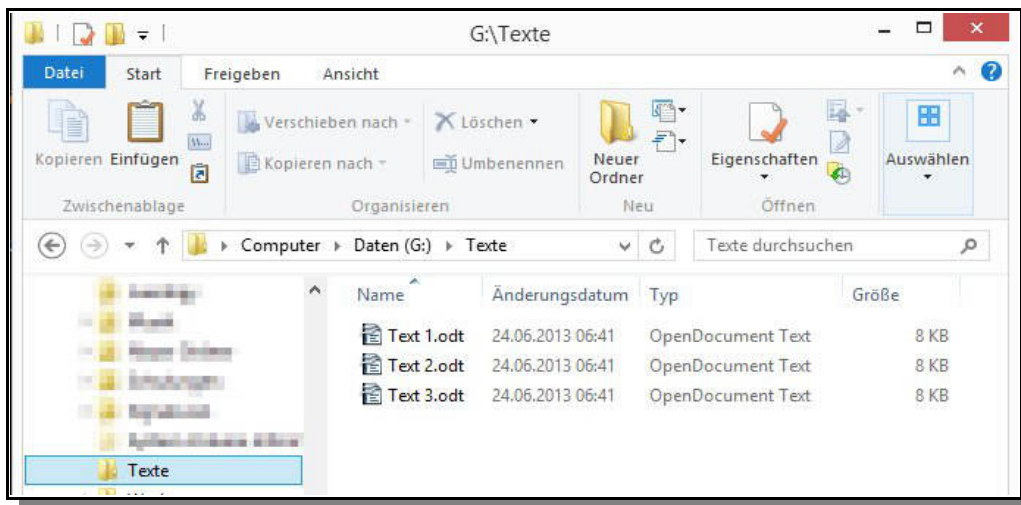 G:\Texte
Datei Start Freigeben Ansicht
Kopieren Einfügen Verschieben nach Kopieren nach Löschen Umbenennen Neuer Ordner Eigenschaften Auswählen
Zwischenablage Organisieren Neu Öffnen
Computer Daten (G:) Texte Texte durchsuchen
Name Änderungsdatum Typ Größe
Text 1.odt 24.06.2013 06:41 OpenDocument Text 8 KB
Text 2.odt 24.06.2013 06:41 OpenDocument Text 8 KB
Text 3.odt 24.06.2013 06:41 OpenDocument Text 8 KB
Texte